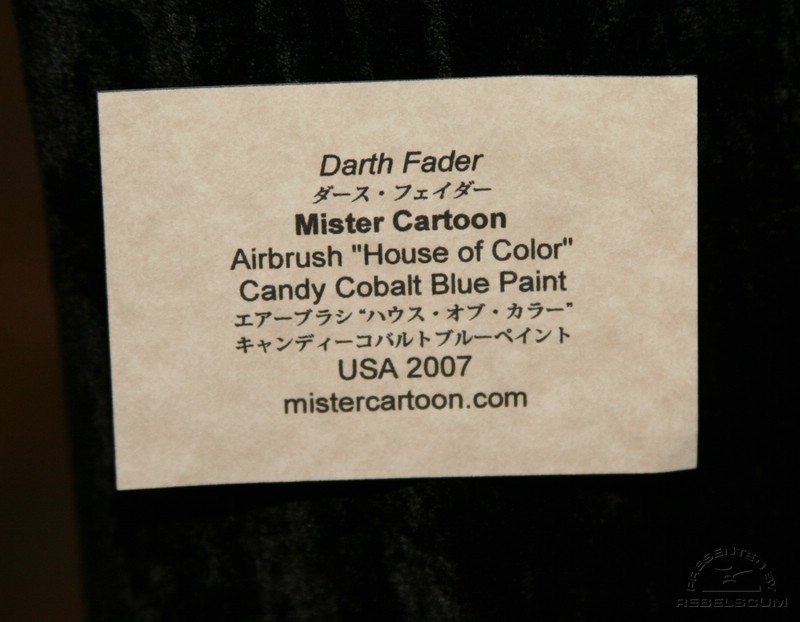 Darth Fader
ダース・フェイダー
Mister Cartoon
Airbrush "House of Color"
Candy Cobalt Blue Paint
エアーブラシ“ハウス・オブ・カラー”
キャンディーコバルトブルーペイント
USA 2007
mistercartoon.com
PRESENTED BY
REBELSCUM